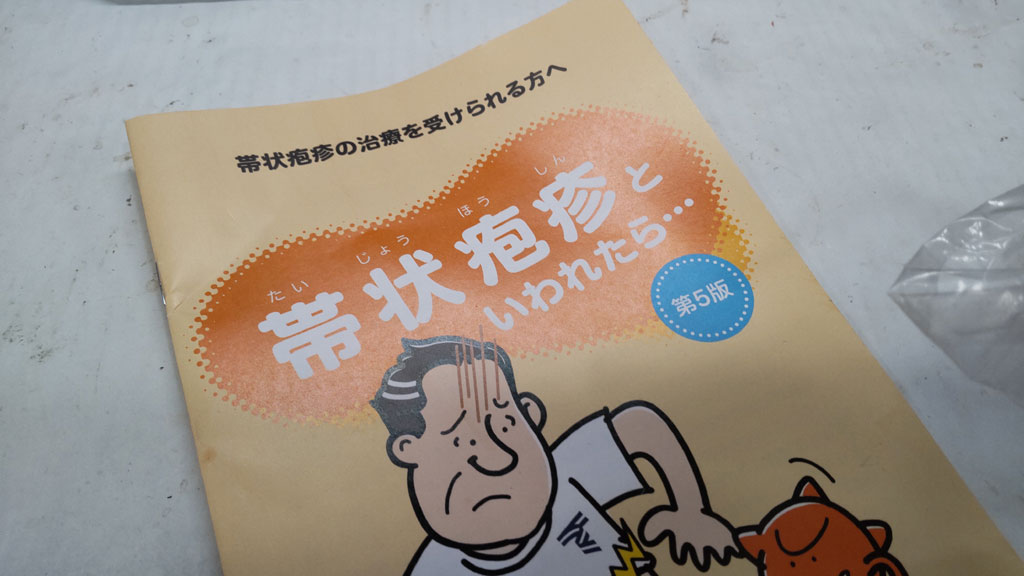 帯状疱疹の治療を受けられる方へ
たい じょう ほう しん
帯状疱疹と
いわれたら…
第5版